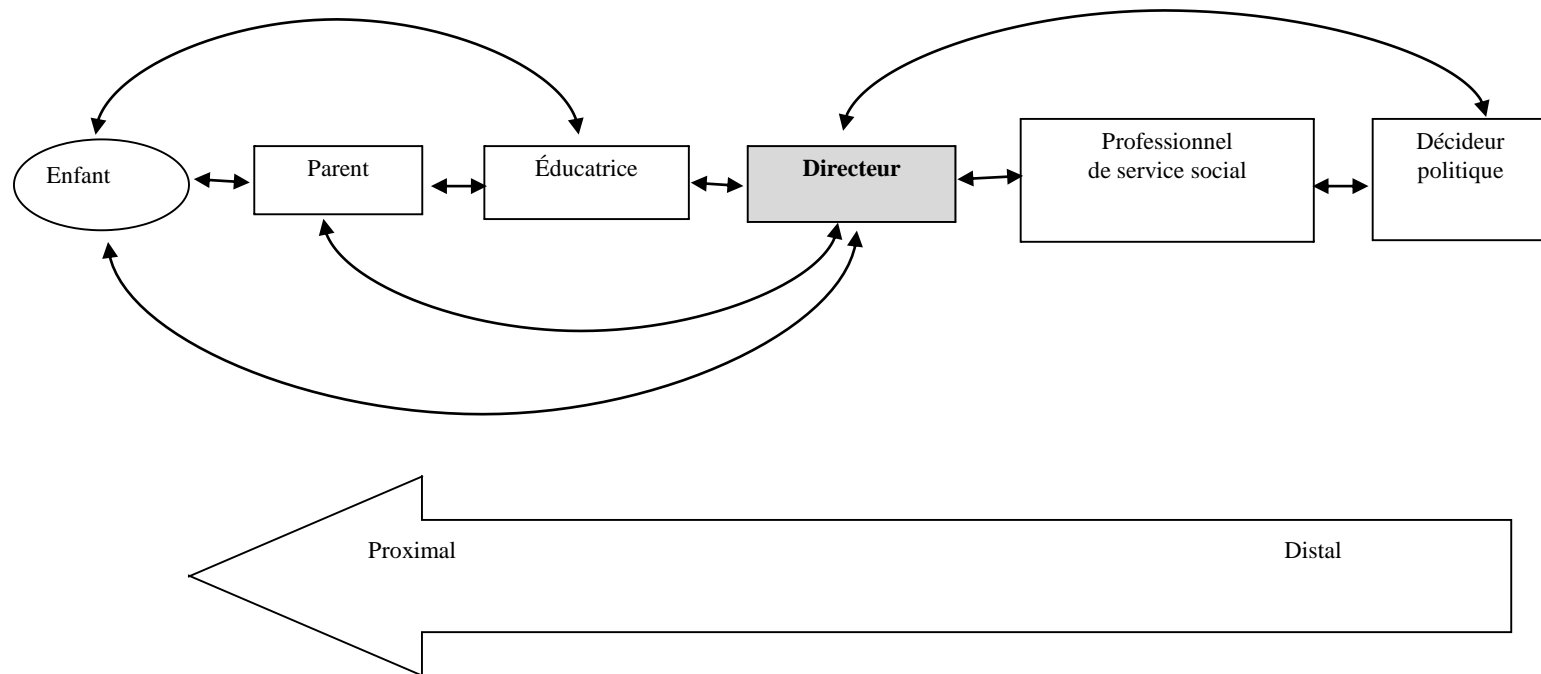 Enfant
Parent
Éducatrice
Directeur
Professionnel
de service social
Décideur
politique
Proximal
Distal